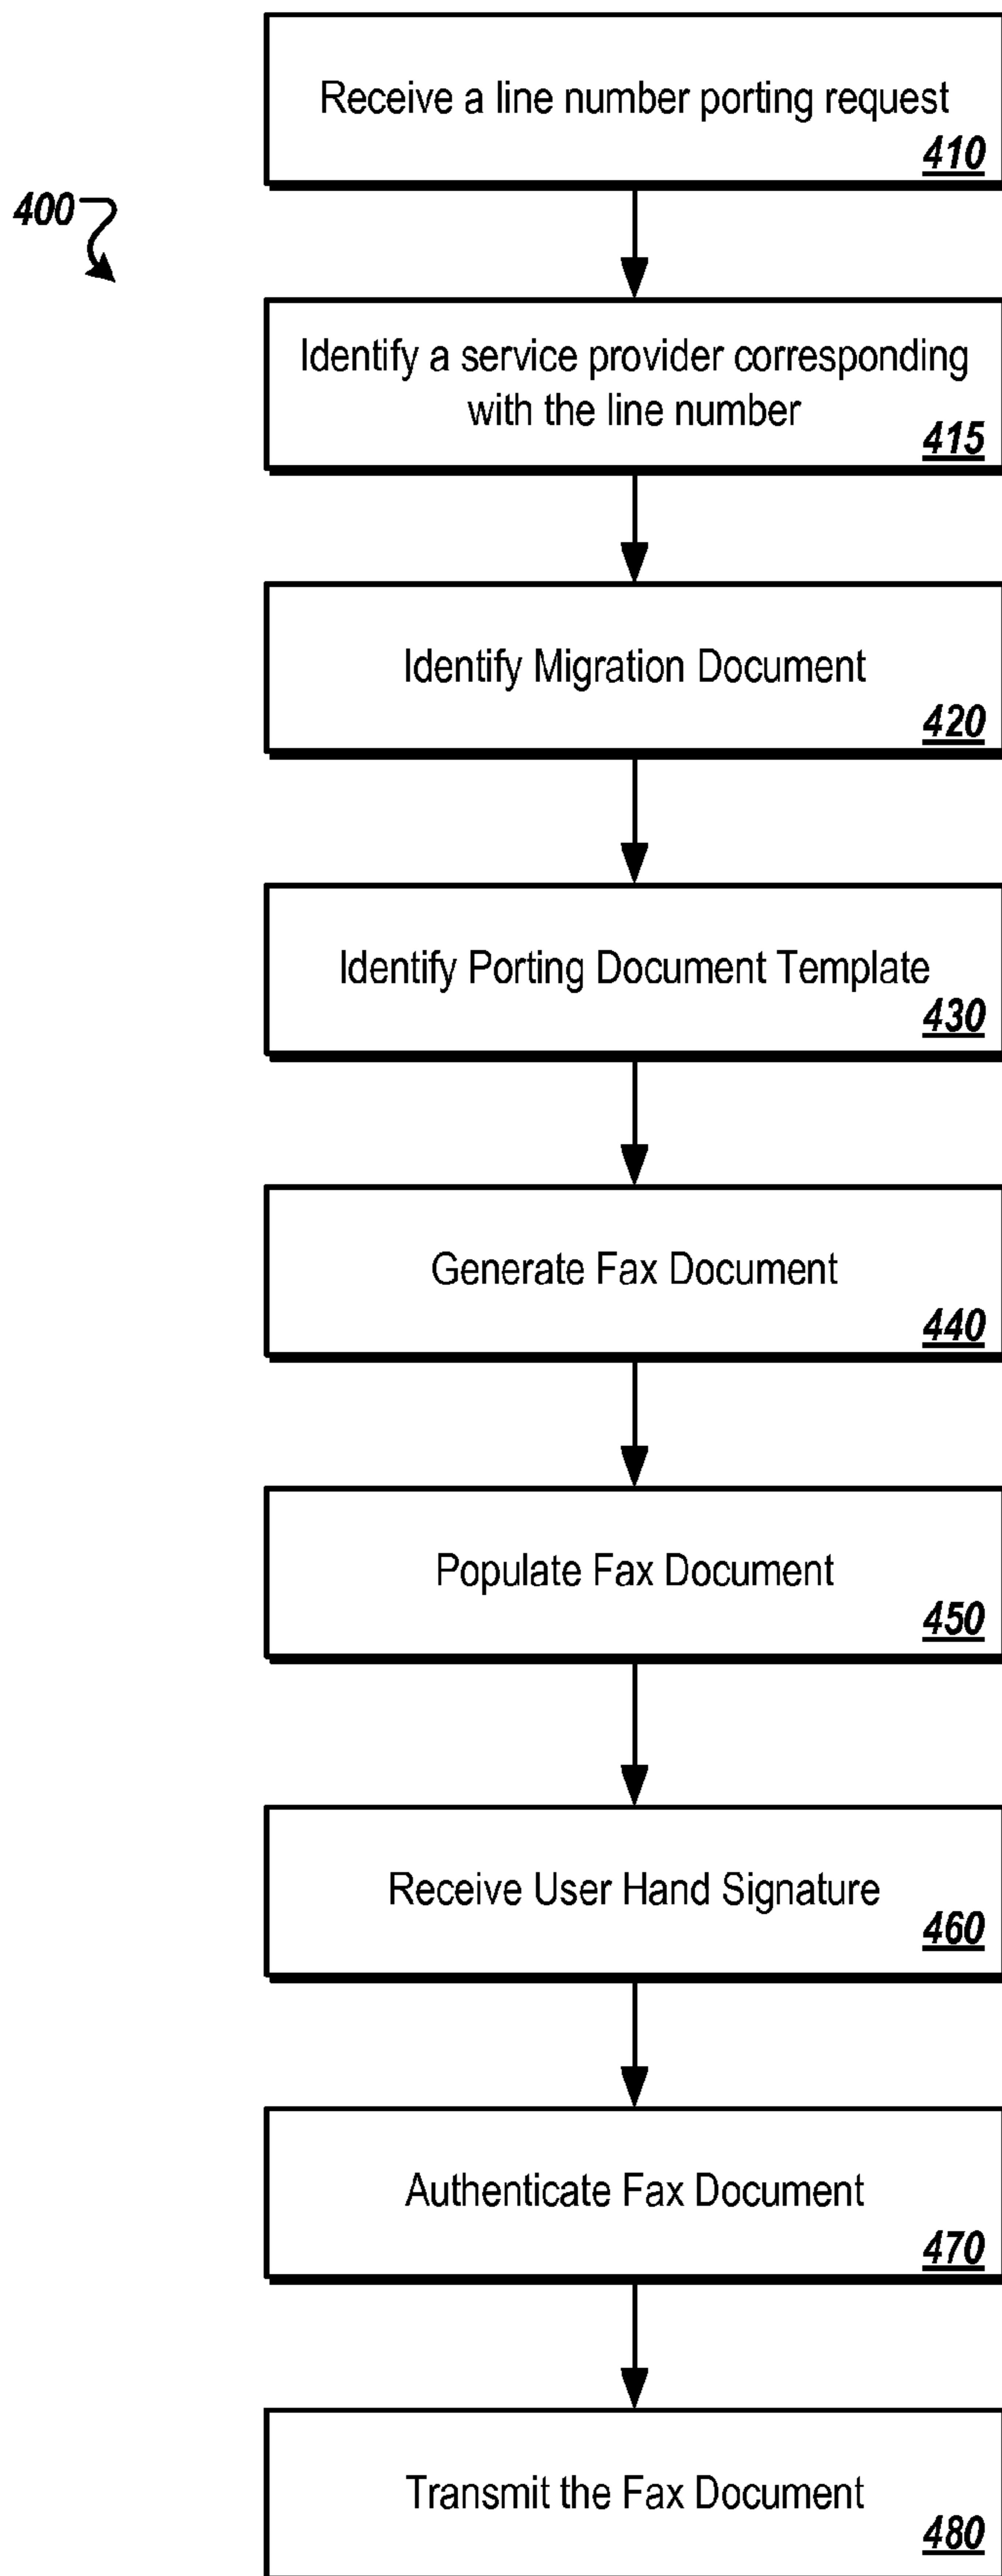 Receive a line number porting request
410
400
Identify a service provider corresponding
with the line number
415
Identify Migration Document
420
Identify Porting Document Template
430
Generate Fax Document
440
Populate Fax Document
450
Receive User Hand Signature
460
Authenticate Fax Document
470
Transmit the Fax Document
480